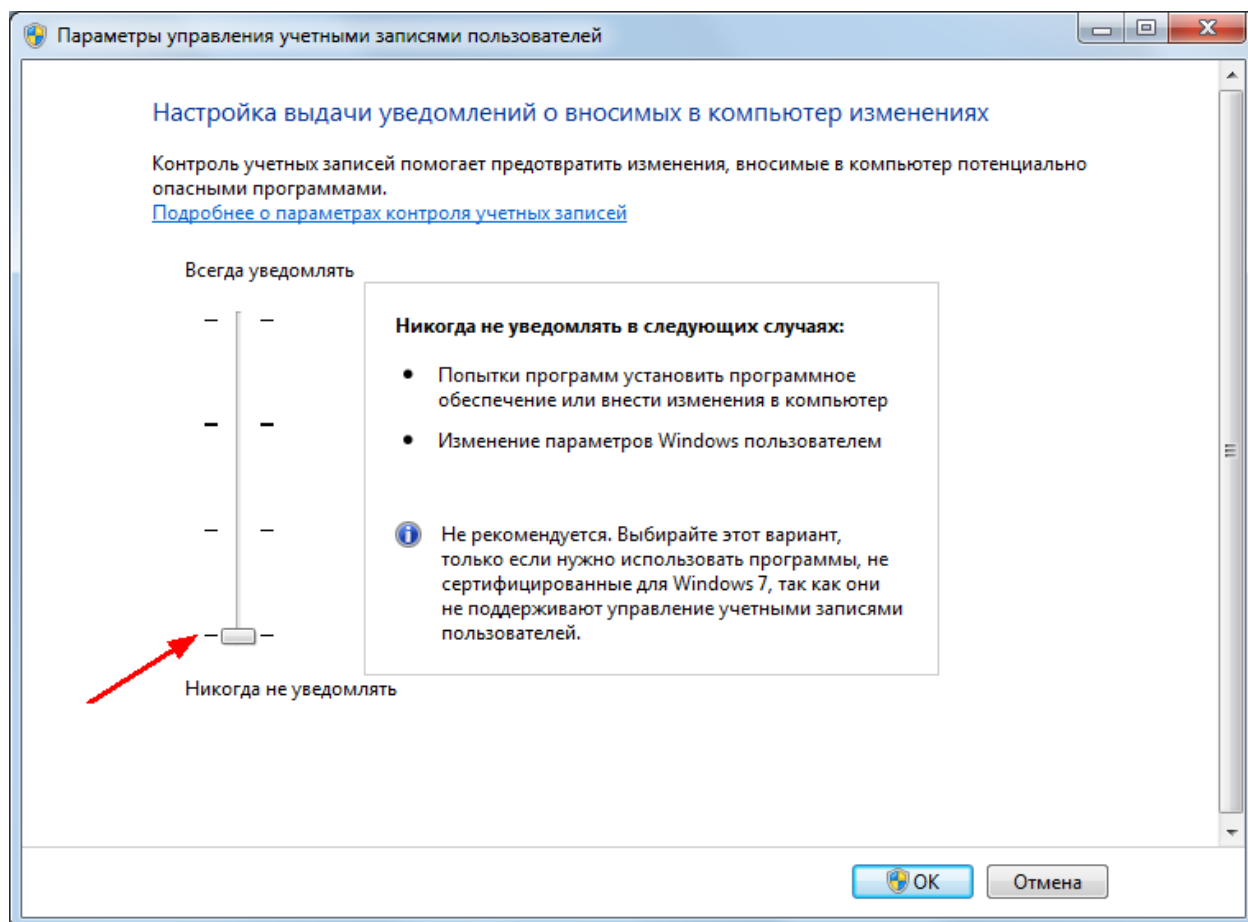 Параметры управления учетными записями пользователей
Настройка выдачи уведомлений о вносимых в компьютер изменениях
Контроль учетных записей помогает предотвратить изменения, вносимые в компьютер потенциально
опасными программами.
Подробнее о параметрах контроля учетных записей
Всегда уведомлять
Никогда не уведомлять в следующих случаях:
Попытки программ установить программное
обеспечение или внести изменения в компьютер
Изменение параметров Windows пользователем
Не рекомендуется. Выбирайте этот вариант,
только если нужно использовать программы, не
сертифицированные для Windows 7, так как они
не поддерживают управление учетными записями
пользователей.
Никогда не уведомлять
ОК
Отмена